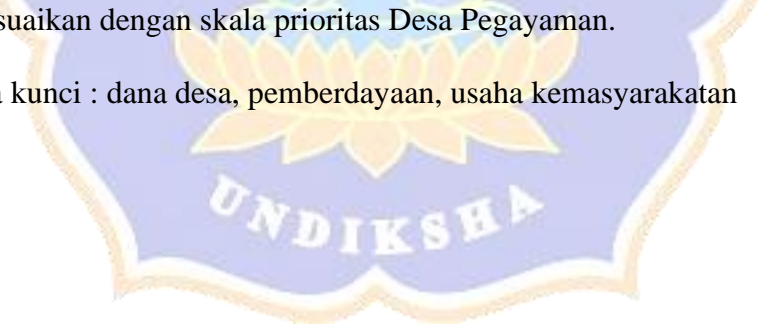 suaikan dengan skala prioritas Desa Pegayaman.
kunci : dana desa, pemberdayaan, usaha kemasyarakatan
UNDIKSHA